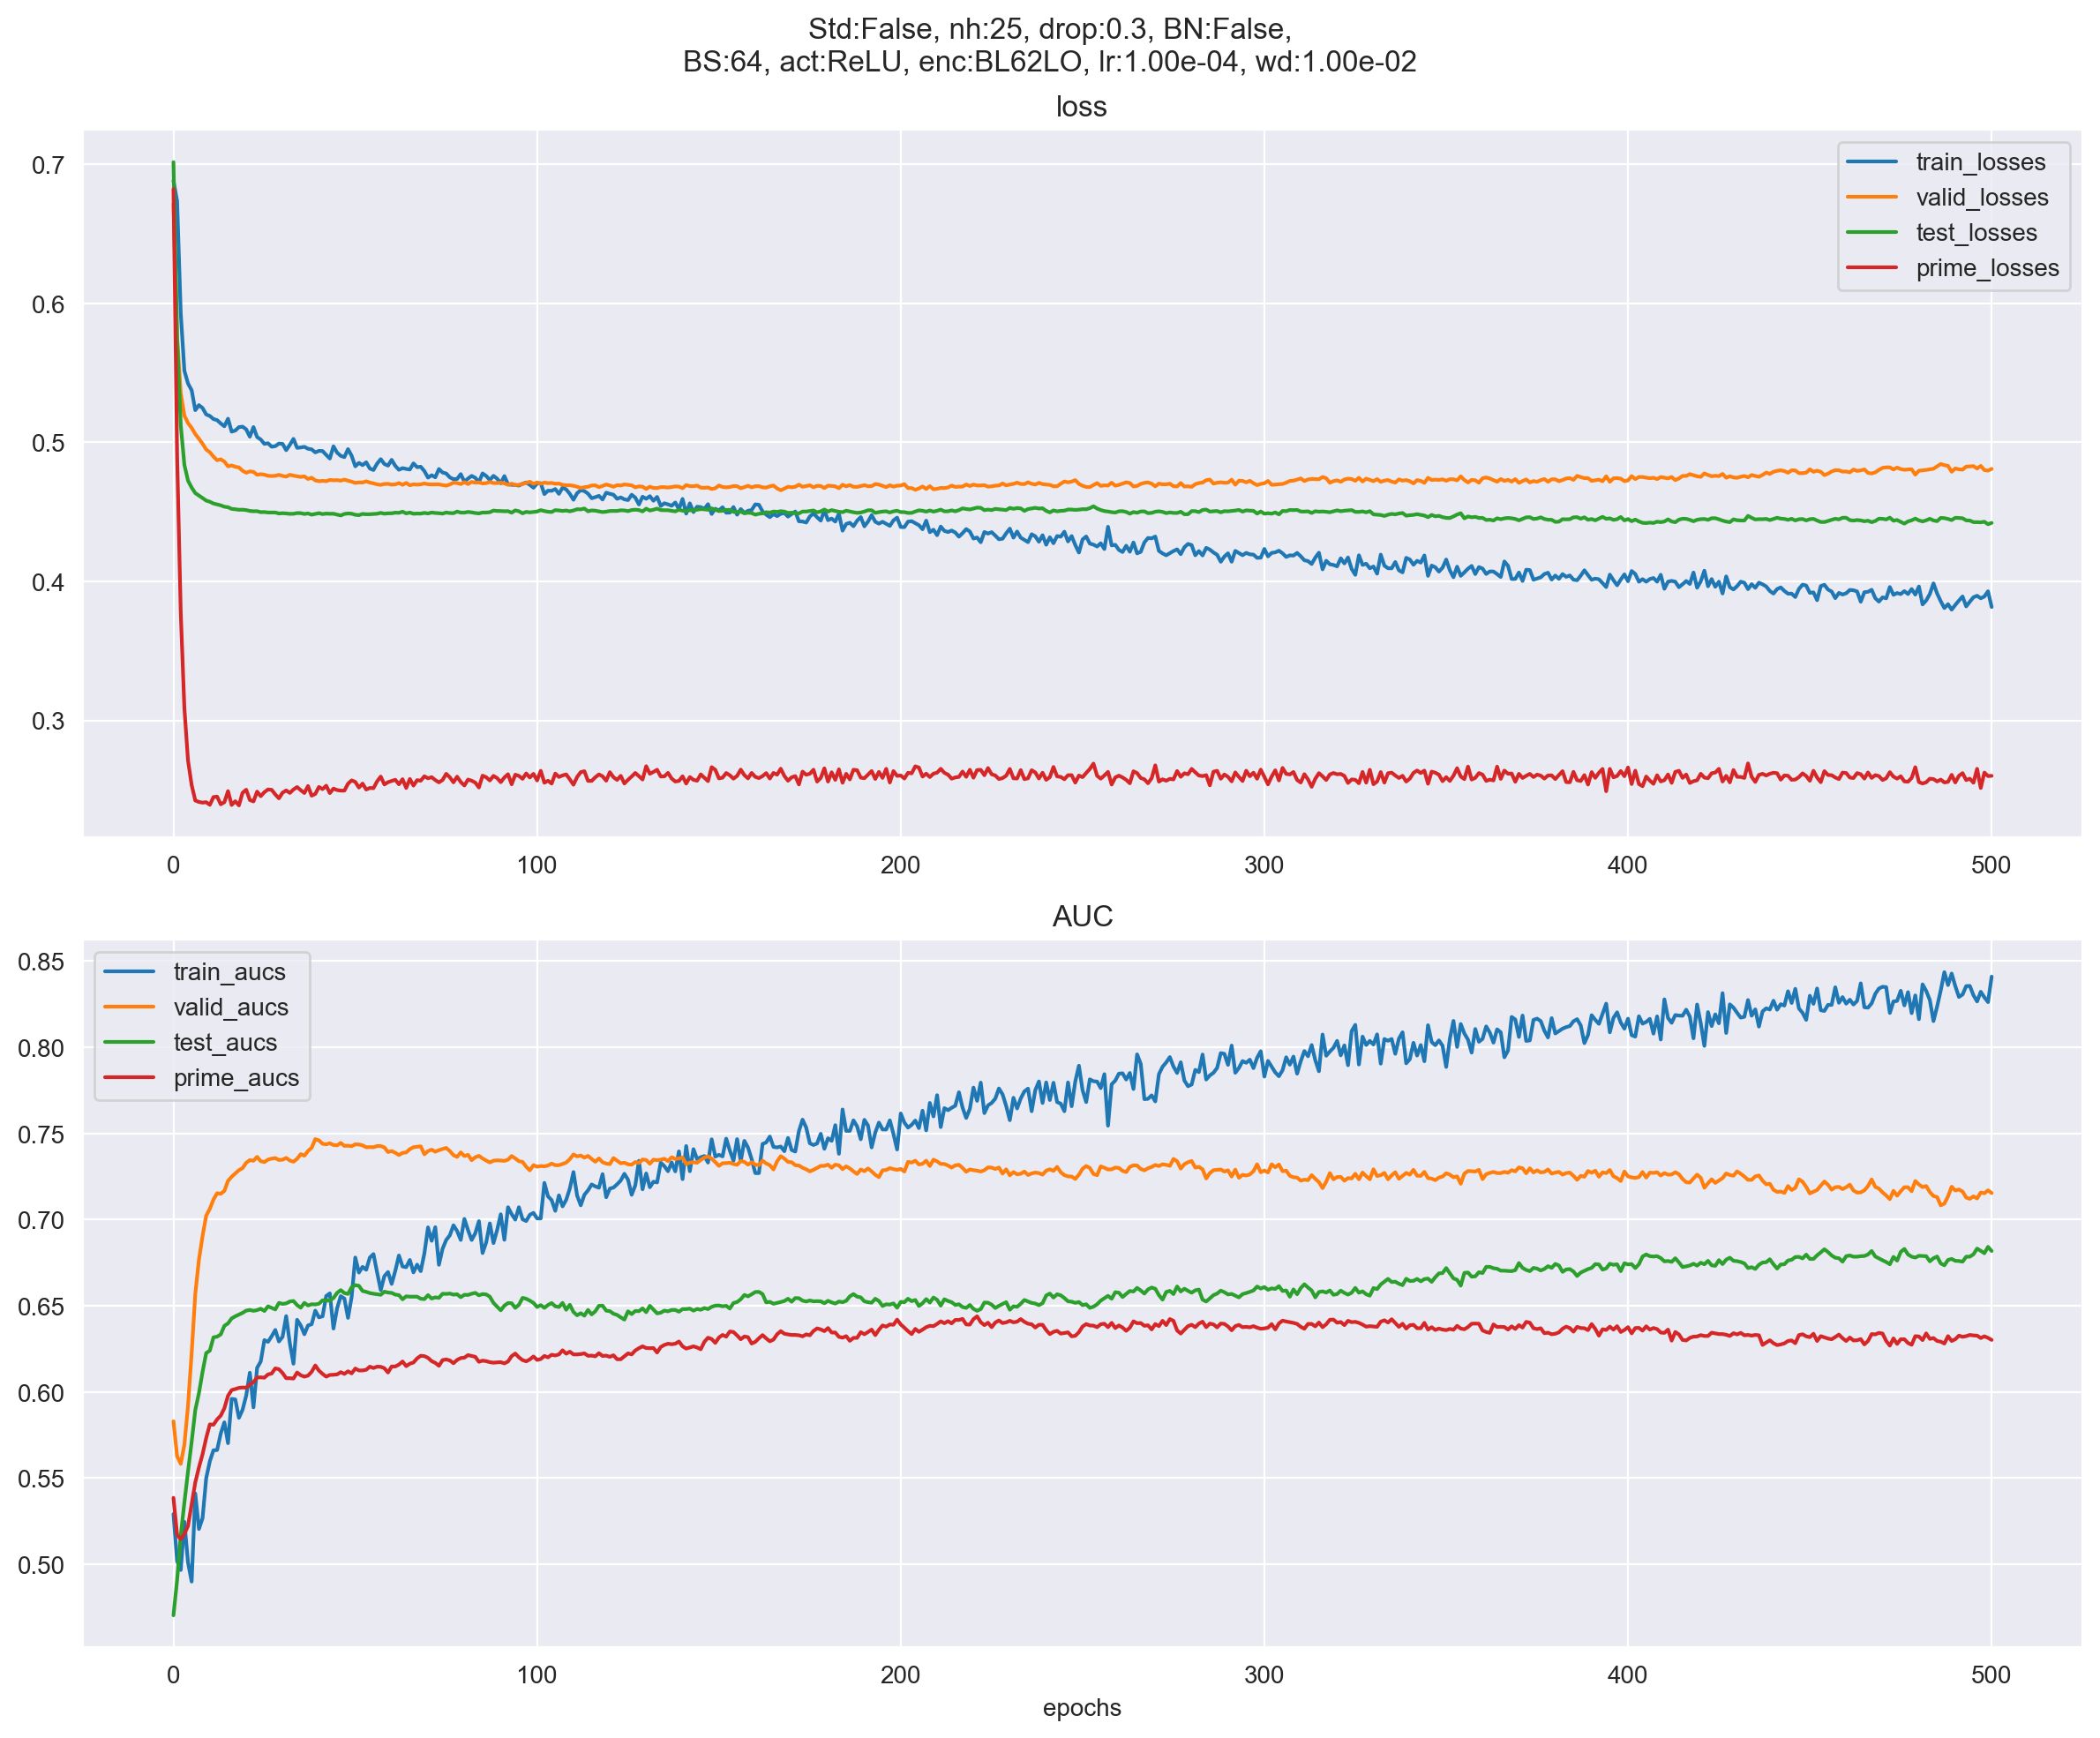 Std:False, nh:25, drop:0.3, BN:False,
BS:64, act:ReLU, enc:BL62LO, lr:1.00e-04, wd:1.00e-02
loss
0.7
0.6
0.5
0.4
0.3
train_losses
valid_losses
test_losses
prime_losses
0 100 200 300 400 500
AUC
0.85
0.80
0.75
0.70
0.65
0.60
0.55
0.50
train_aucs
valid_aucs
test_aucs
prime_aucs
0 100 200 300 400 500
epochs